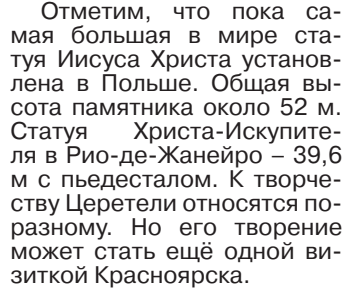 Отметим, что пока са-
мая большая в мире ста-
туя Иисуса Христа установ-
лена в Польше. Общая вы-
сота памятника около 52 м.
Статуя Христа-Искупите-
ля в Рио-де-Жанейро – 39,6
м с пьедесталом. К творче-
ству Церетели относятся по-
разному. Но его творение
может стать ещё одной ви-
зиткой Красноярска.